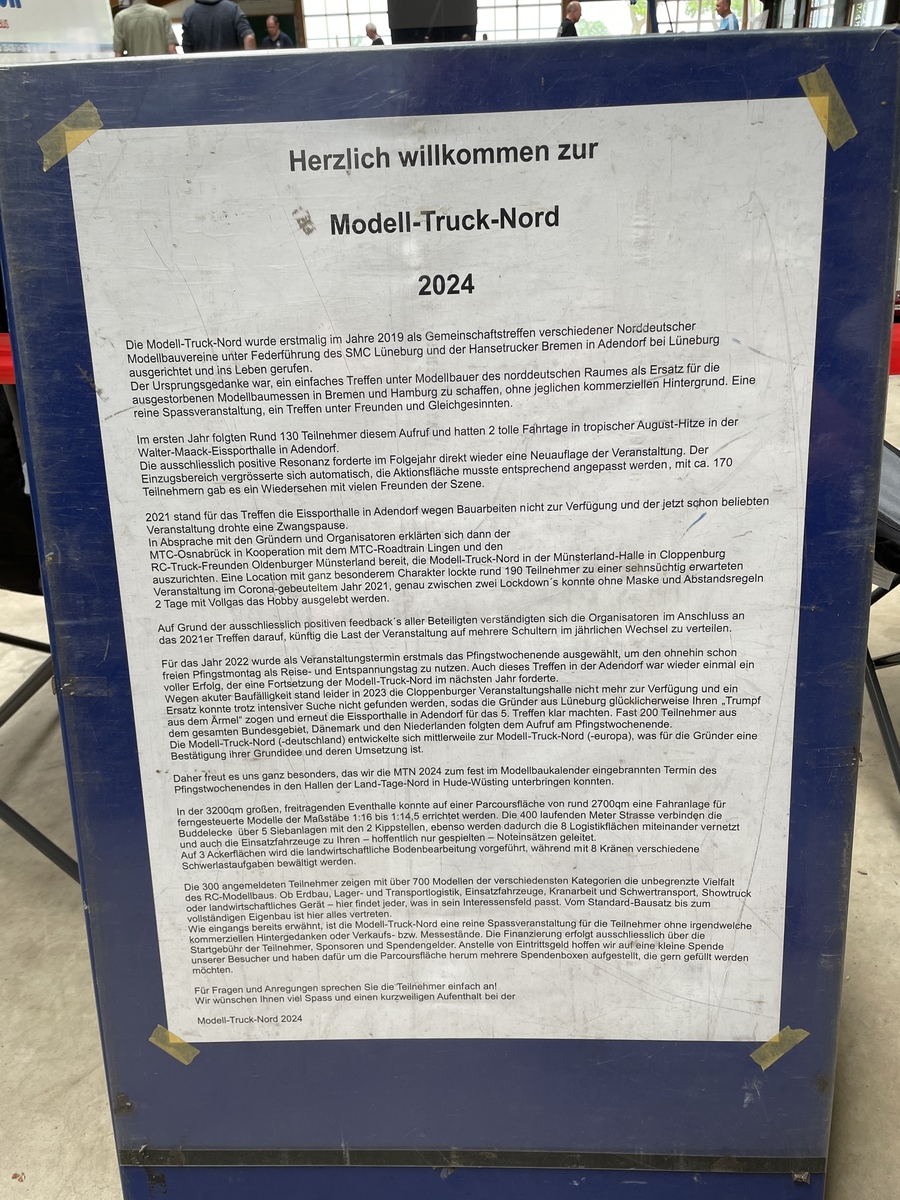 Herzlich willkommen zur
Modell-Truck-Nord
2024
Die Modell-Truck-Nord wurde erstmalig im Jahre 2019 als Gemeinschaftstreffen verschiedener Norddeutscher
Modellbauvereine unter Federführung des SMC Lüneburg und der Hansetrucker Bremen in Adendorf bei Lüneburg
ausgerichtet und ins Leben gerufen.
Der Ursprungsgedanke war, ein einfaches Treffen unter Modellbauer des norddeutschen Raumes als Ersatz für die
ausgestorbenen Modellbaumessen in Bremen und Hamburg zu schaffen, ohne jeglichen kommerziellen Hintergrund. Eine
reine Spassveranstaltung, ein Treffen unter Freunden und Gleichgesinnten.
Im ersten Jahr folgten Rund 130 Teilnehmer diesem Aufruf und hatten 2 tolle Fahrtage in tropischer August-Hitze in der
Walter-Maack-Eissporthalle in Adendorf.
Die ausschliesslich positive Resonanz forderte im Folgejahr direkt wieder eine Neuauflage der Veranstaltung. Der
Einzugsbereich vergrösserte sich automatisch, die Aktionsfläche musste entsprechend angepasst werden, mit ca. 170
Teilnehmern gab es ein Wiedersehen mit vielen Freunden der Szene.
2021 stand für das Treffen die Eissporthalle in Adendorf wegen Bauarbeiten nicht zur Verfügung und der jetzt schon beliebten
Veranstaltung drohte eine Zwangspause.
In Absprache mit den Gründern und Organisatoren erklärten sich dann der
MTC-Osnabrück in Kooperation mit dem MTC-Roadtrain Lingen und den
RC-Truck-Freunden Oldenburger Münsterland bereit, die Modell-Truck-Nord in der Münsterland-Halle in Cloppenburg
auszurichten. Eine Location mit ganz besonderem Charakter lockte rund 190 Teilnehmer zu einer sehnsüchtig erwarteten
Veranstaltung im Corona-gebeuteltem Jahr 2021, genau zwischen zwei Lockdown´s konnte ohne Maske und Abstandsregeln
2 Tage mit Vollgas das Hobby ausgelebt werden.
Auf Grund der ausschliesslich positiven feedback´s aller Beteiligten verständigten sich die Organisatoren im Anschluss an
das 2021er Treffen darauf, künftig die Last der Veranstaltung auf mehrere Schultern im jährlichen Wechsel zu verteilen.
Für das Jahr 2022 wurde als Veranstaltungstermin erstmals das Pfingstwochenende ausgewählt, um den ohnehin schon
freien Pfingstmontag als Reise- und Entspannungstag zu nutzen. Auch dieses Treffen in der Adendorf war wieder einmal ein
voller Erfolg, der eine Fortsetzung der Modell-Truck-Nord im nächsten Jahr forderte.
Wegen akuter Baufälligkeit stand leider in 2023 die Cloppenburger Veranstaltungshalle nicht mehr zur Verfügung und ein
Ersatz konnte trotz intensiver Suche nicht gefunden werden, sodas die Gründer aus Lüneburg glücklicherweise Ihren „Trumpf
aus dem Ärmel" zogen und erneut die Eissporthalle in Adendorf für das 5. Treffen klar machten. Fast 200 Teilnehmer aus
dem gesamten Bundesgebiet, Dänemark und den Niederlanden folgten dem Aufruf am Pfingstwochenende.
Die Modell-Truck-Nord (-deutschland) entwickelte sich mittlerweile zur Modell-Truck-Nord (-europa), was für die Gründer eine
Bestätigung ihrer Grundidee und deren Umsetzung ist.
Daher freut es uns ganz besonders, das wir die MTN 2024 zum fest im Modellbaukalender eingebrannten Termin des
Pfingstwochenendes in den Hallen der Land-Tage-Nord in Hude-Wüsting unterbringen konnten.
In der 3200qm großen, freitragenden Eventhalle konnte auf einer Parcoursfläche von rund 2700qm eine Fahranlage für
ferngesteuerte Modelle der Maßstäbe 1:16 bis 1:14,5 errichtet werden. Die 400 laufenden Meter Strasse verbinden die
Buddelecke über 5 Siebanlagen mit den 2 Kippstellen, ebenso werden dadurch die 8 Logistikflächen miteinander vernetzt
und auch die Einsatzfahrzeuge zu Ihren – hoffentlich nur gespielten – Noteinsätzen geleitet.
Auf 3 Ackerflächen wird die landwirtschaftliche Bodenbearbeitung vorgeführt, während mit 8 Kränen verschiedene
Schwerlastaufgaben bewältigt werden.
Die 300 angemeldeten Teilnehmer zeigen mit über 700 Modellen der verschiedensten Kategorien die unbegrenzte Vielfalt
des RC-Modellbaus. Ob Erdbau, Lager- und Transportlogistik, Einsatzfahrzeuge, Kranarbeit und Schwertransport, Showtruck
oder landwirtschaftliches Gerät – hier findet jeder, was in sein Interessensfeld passt. Vom Standard-Bausatz bis zum
vollständigen Eigenbau ist hier alles vertreten.
Wie eingangs bereits erwähnt, ist die Modell-Truck-Nord eine reine Spassveranstaltung für die Teilnehmer ohne irgendwelche
kommerziellen Hintergedanken oder Verkaufs- bzw. Messestände. Die Finanzierung erfolgt ausschliesslich über die
Startgebühr der Teilnehmer, Sponsoren und Spendengelder. Anstelle von Eintrittsgeld hoffen wir auf eine kleine Spende
unserer Besucher und haben dafür um die Parcoursfläche herum mehrere Spendenboxen aufgestellt, die gern gefüllt werden
möchten.
Für Fragen und Anregungen sprechen Sie die Teilnehmer einfach an!
Wir wünschen Ihnen viel Spass und einen kurzweiligen Aufenthalt bei der
Modell-Truck-Nord 2024